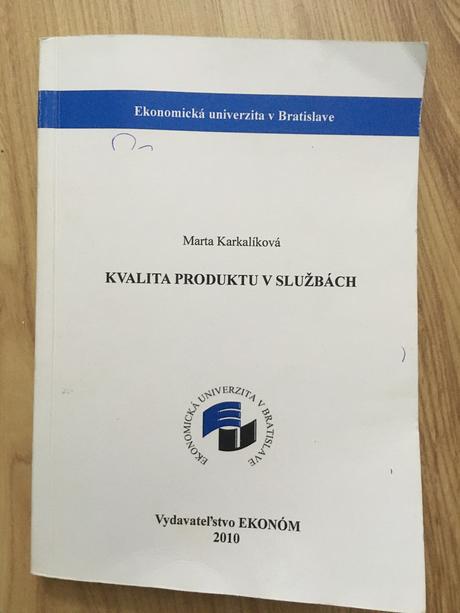 Ekonomická univerzita v Bratislave
Marta Karkalíková
KVALITA PRODUKTU V SLUŽBÁCH
EKONOMICKÁ UNIVERZITA V BRATISLAVE
Vydavateľstvo EKONÓM
2010